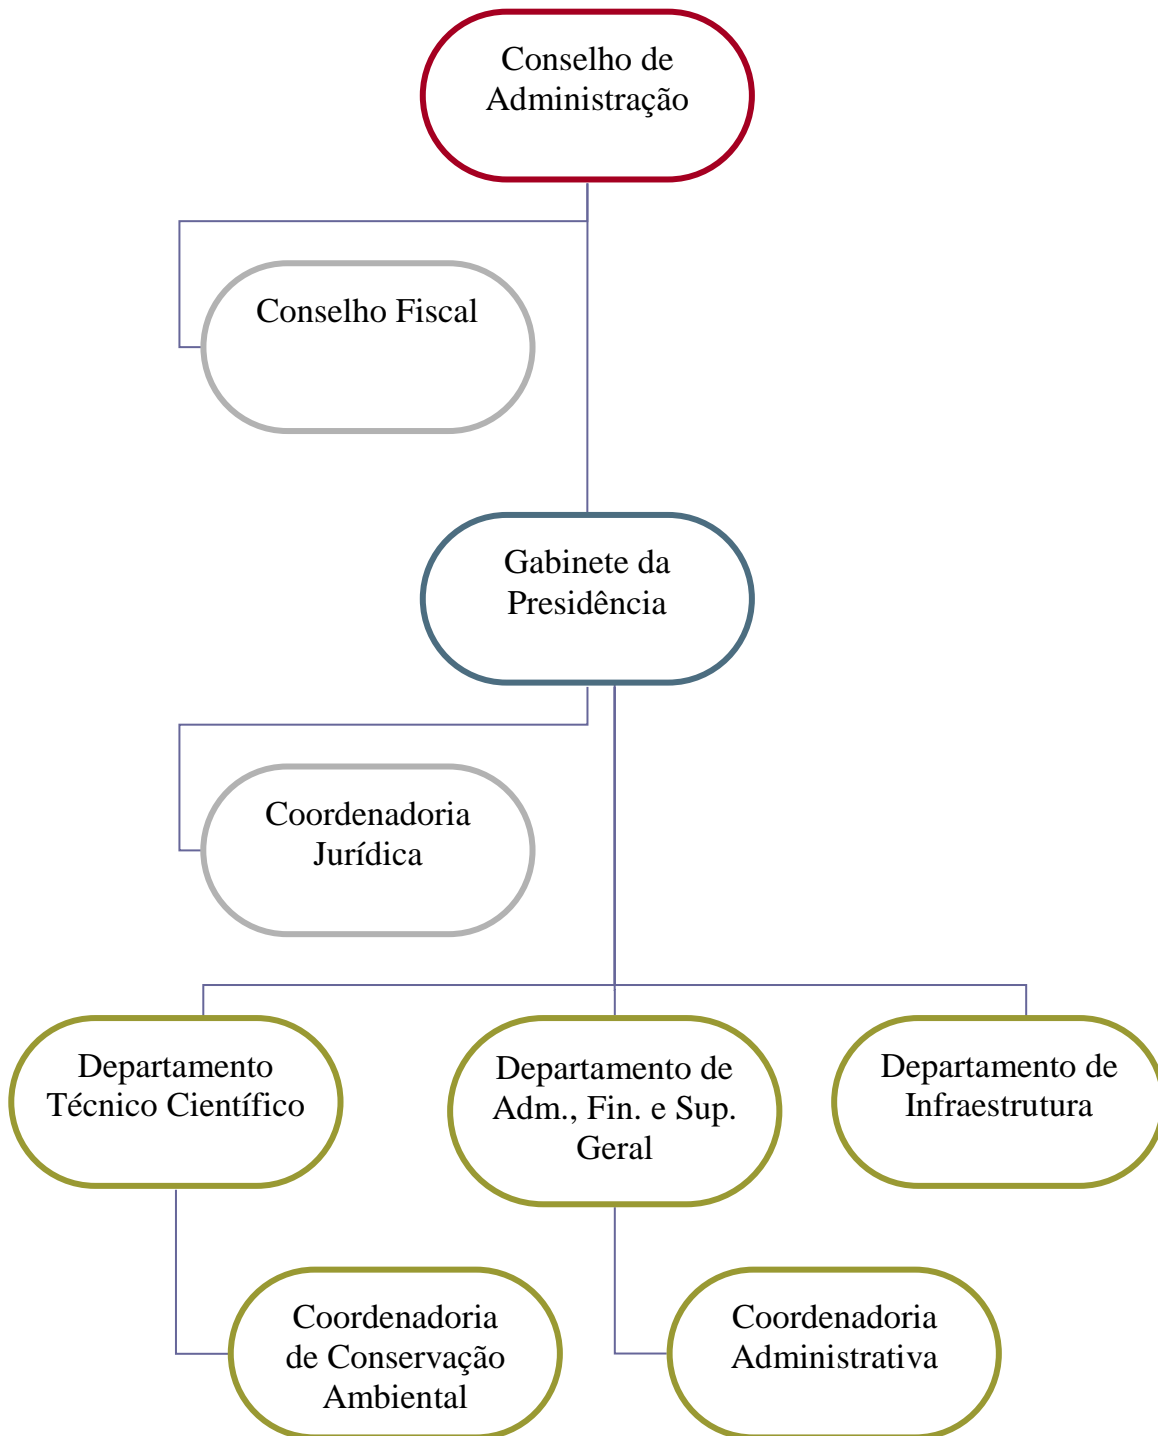 Conselho de
Administração
Conselho Fiscal
Gabinete da
Presidência
Coordenadoria
Jurídica
Departamento
Técnico Científico
Departamento de
Adm., Fin. e Sup.
Geral
Departamento de
Infraestrutura
Coordenadoria
de Conservação
Ambiental
Coordenadoria
Administrativa